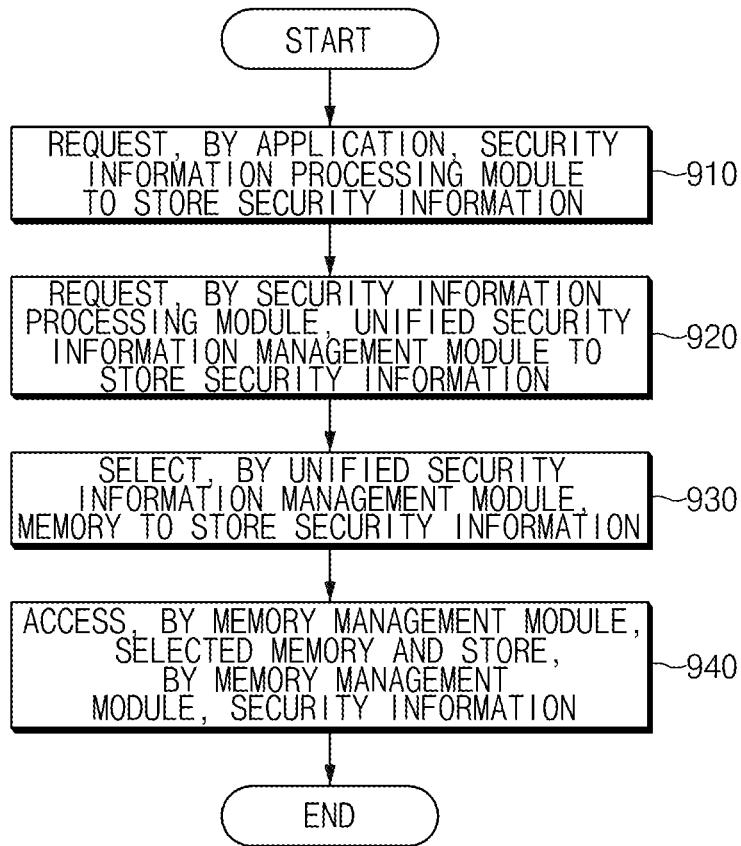 START
REQUEST, BY APPLICATION, SECURITY
INFORMATION PROCESSING MODULE
TO STORE SECURITY INFORMATION
910
REQUEST, BY SECURITY INFORMATION
PROCESSING MODULE, UNIFIED SECURITY
INFORMATION MANAGEMENT MODULE TO
STORE SECURITY INFORMATION
920
SELECT, BY UNIFIED SECURITY
INFORMATION MANAGEMENT MODULE,
MEMORY TO STORE SECURITY INFORMATION
930
ACCESS, BY MEMORY MANAGEMENT MODULE,
SELECTED MEMORY AND STORE,
BY MEMORY MANAGEMENT
MODULE, SECURITY INFORMATION
940
END